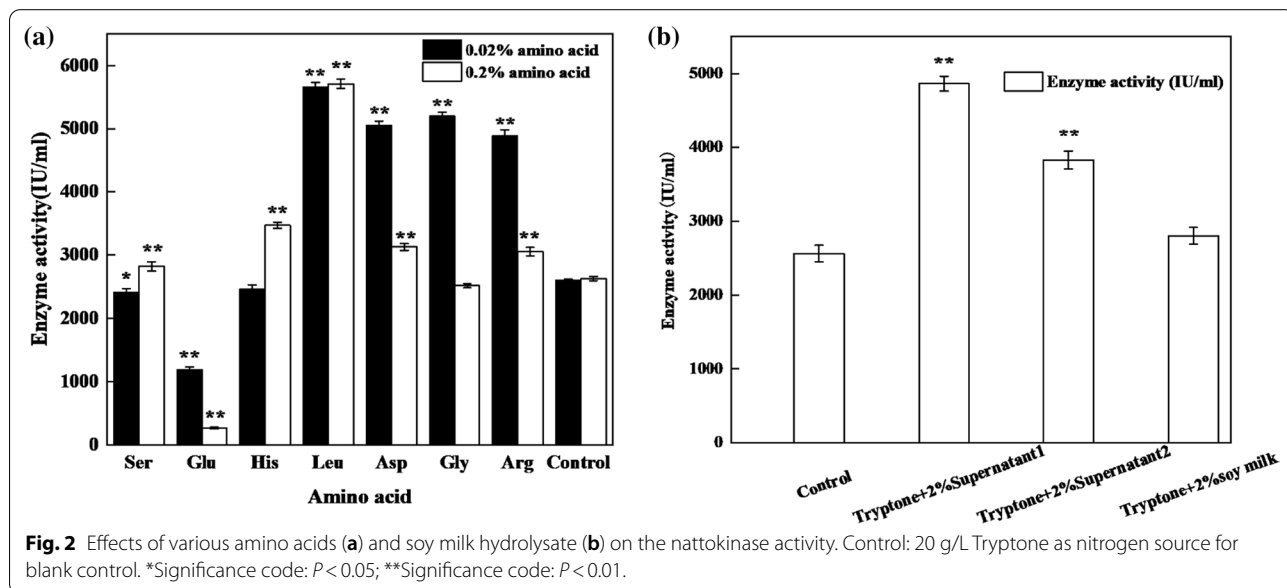 (a)
0.02% amino acid
0.2% amino acid
Enzyme activity(IU/ml)
6000
5000
4000
3000
2000
1000
0
*
**
**
**
**
**
**
**
**
**
**
**
Ser Glu His Leu Asp Gly Arg Control
Amino acid
(b)
Enzyme activity (IU/ml)
Enzyme activity (IU/ml)
5000
4000
3000
2000
1000
0
**
**
Control
Tryptone+2%Supernatant1
Tryptone+2%Supernatant2
Tryptone+2%soy milk
Fig. 2 Effects of various amino acids (a) and soy milk hydrolysate (b) on the nattokinase activity. Control: 20 g/L Tryptone as nitrogen source for
blank control. *Significance code: P < 0.05; **Significance code: P < 0.01.